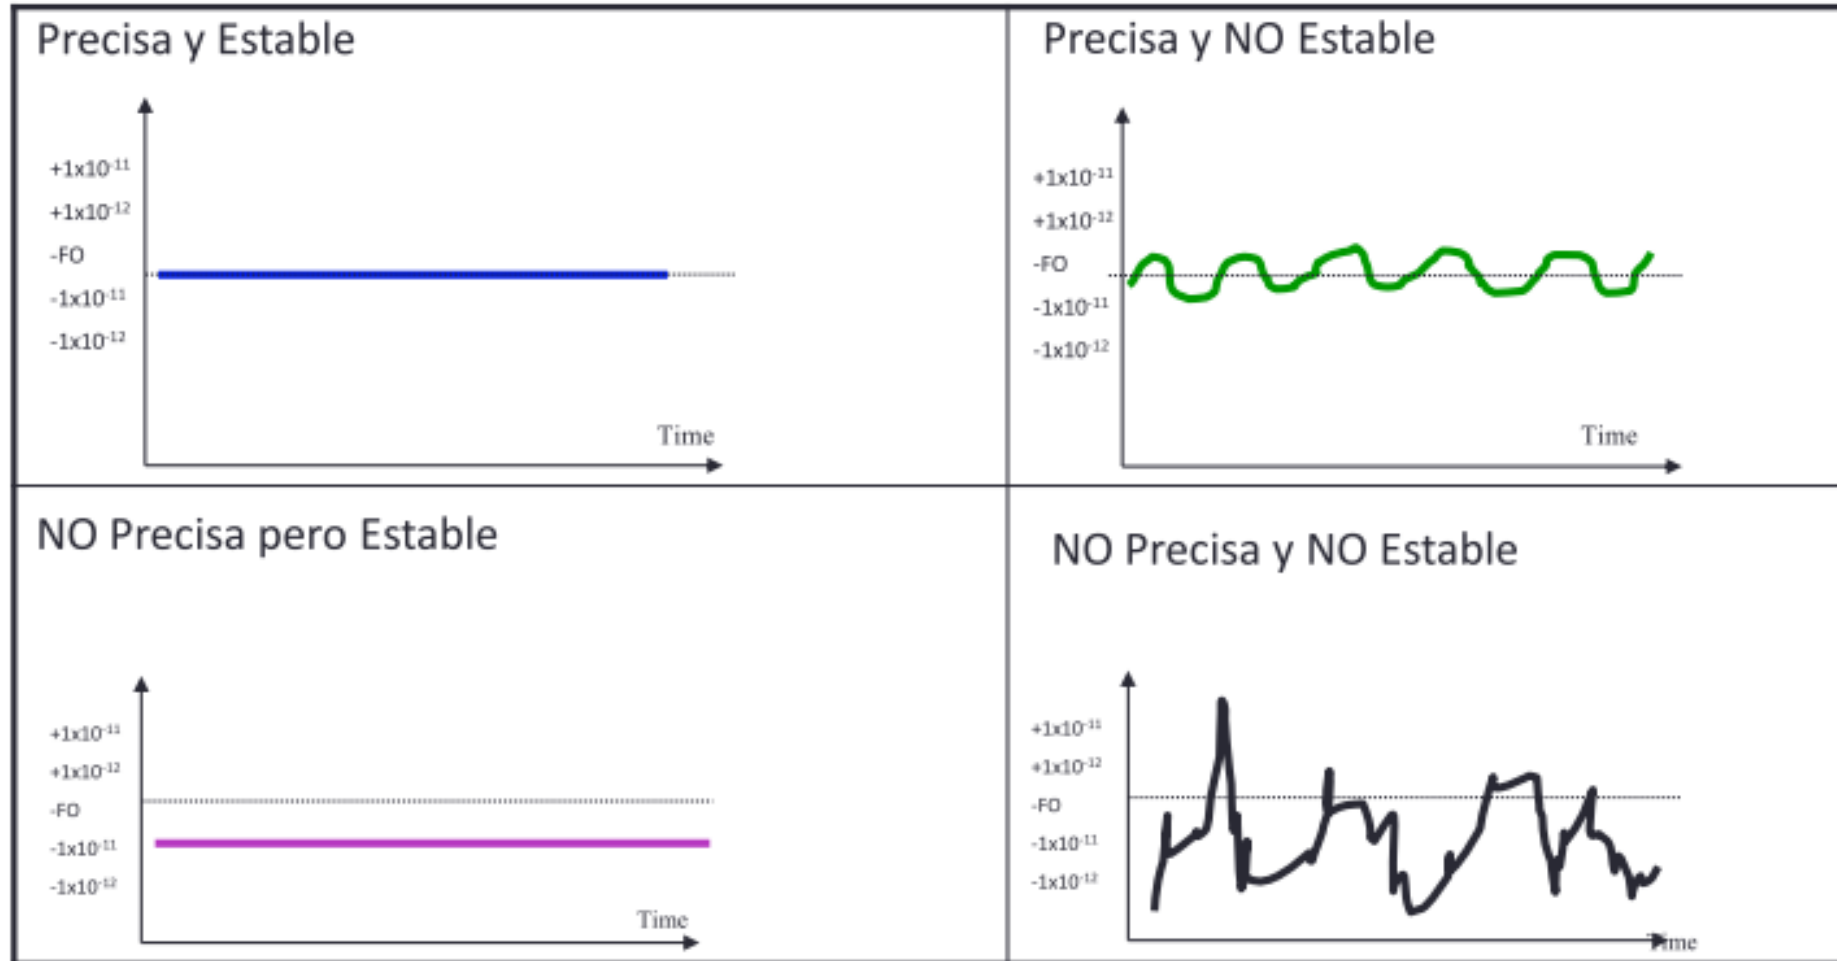 Precisa y Estable
+1x10⁻¹¹
+1x10⁻¹²
-FO
-1x10⁻¹¹
-1x10⁻¹²
Time
Precisa y NO Estable
+1x10⁻¹¹
+1x10⁻¹²
-FO
-1x10⁻¹¹
-1x10⁻¹²
Time
NO Precisa pero Estable
+1x10⁻¹¹
+1x10⁻¹²
-FO
-1x10⁻¹¹
-1x10⁻¹²
Time
NO Precisa y NO Estable
+1x10⁻¹¹
+1x10⁻¹²
-FO
-1x10⁻¹¹
-1x10⁻¹²
Time